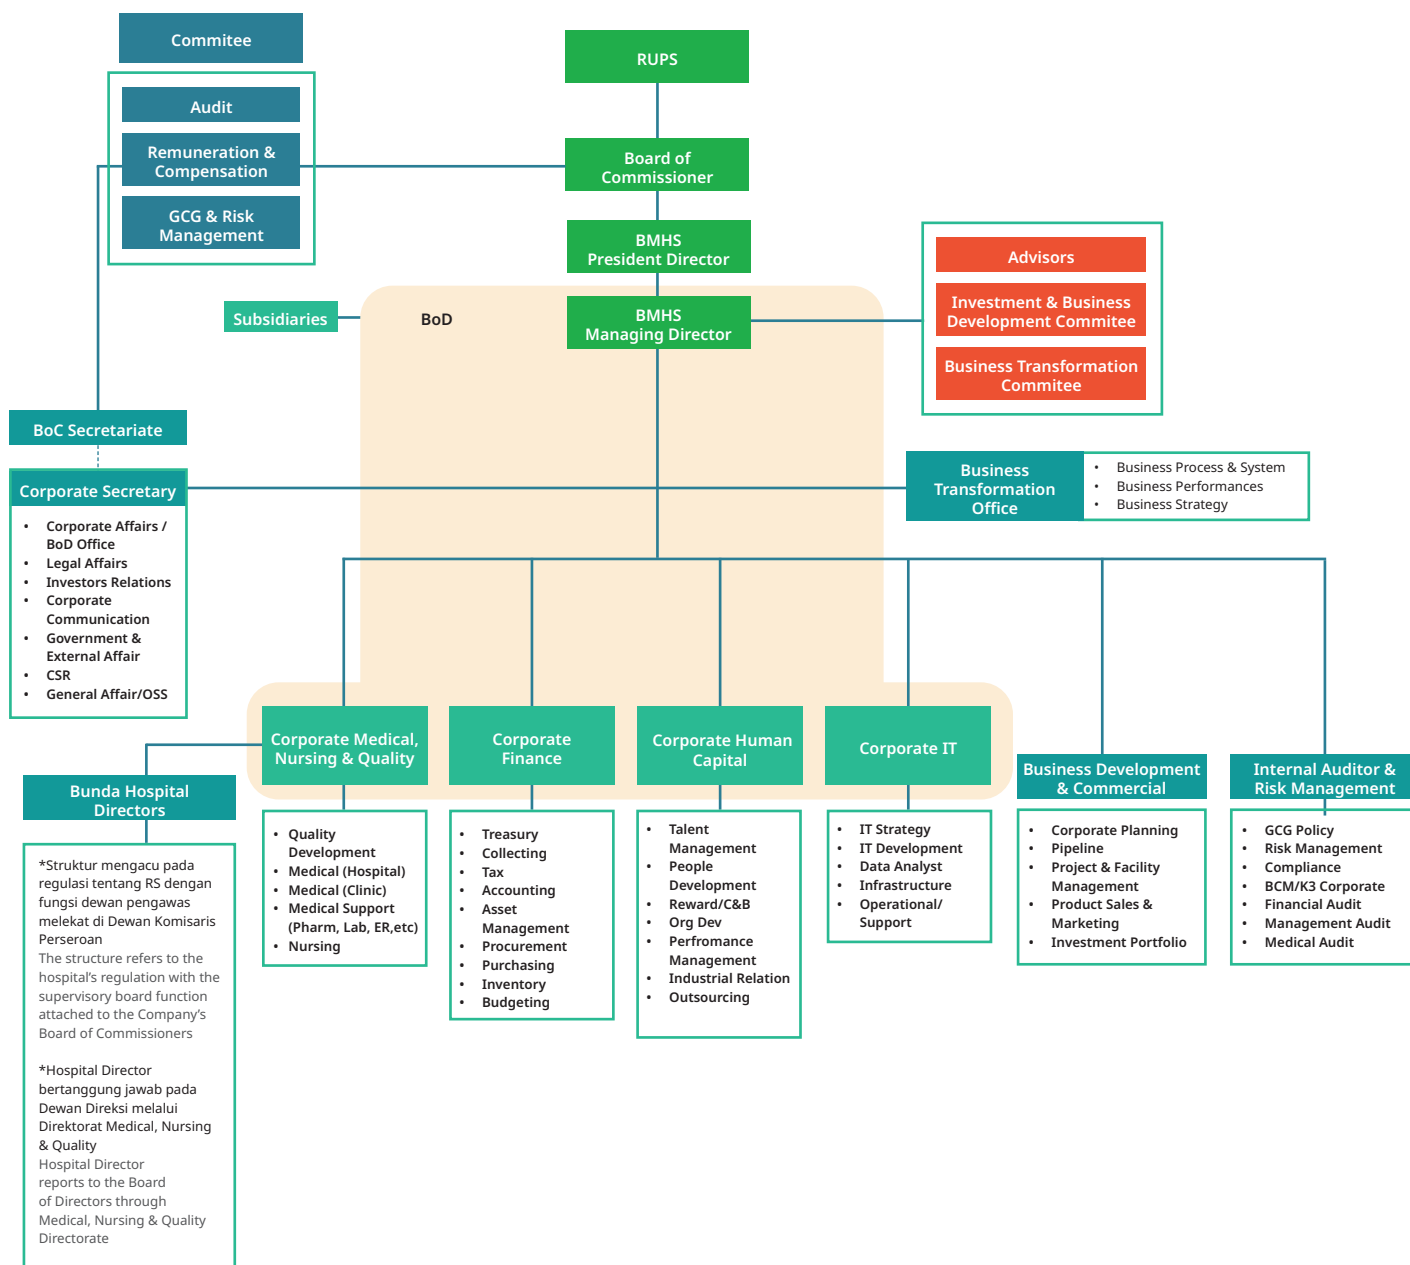 Commitee
RUPS
Audit
Remuneration &
Compensation
GCG & Risk
Management
Board of
Commissioner
BMHS
President Director
Advisors
Investment & Business
Development Commitee
Business Transformation
Commitee
Subsidiaries
BoD
BMHS
Managing Director
BoC Secretariate
Corporate Secretary
• Corporate Affairs /
BoD Office
• Legal Affairs
• Investors Relations
• Corporate
Communication
• Government &
External Affair
• CSR
• General Affair/OSS
Business
Transformation
Office
• Business Process & System
• Business Performances
• Business Strategy
Corporate Medical,
Nursing & Quality
Corporate
Finance
Corporate Human
Capital
Corporate IT
Business Development
& Commercial
Internal Auditor &
Risk Management
Bunda Hospital
Directors
*Struktur mengacu pada
regulasi tentang RS dengan
fungsi dewan pengawas
melekat di Dewan Komisaris
Perseroan
The structure refers to the
hospital's regulation with the
supervisory board function
attached to the Company's
Board of Commissioners
*Hospital Director
bertanggung jawab pada
Dewan Direksi melalui
Direktorat Medical, Nursing
& Quality
Hospital Director
reports to the Board
of Directors through
Medical, Nursing & Quality
Directorate
• Quality
Development
• Medical (Hospital)
• Medical (Clinic)
• Medical Support
(Pharm, Lab, ER,etc)
• Nursing
• Treasury
• Collecting
• Tax
• Accounting
• Asset
Management
• Procurement
• Purchasing
• Inventory
• Budgeting
• Talent
Management
• People
Development
• Reward/C&B
• Org Dev
• Perfromance
Management
• Industrial Relation
• Outsourcing
• IT Strategy
• IT Development
• Data Analyst
• Infrastructure
• Operational/
Support
• Corporate Planning
• Pipeline
• Project & Facility
Management
• Product Sales &
Marketing
• Investment Portfolio
• GCG Policy
• Risk Management
• Compliance
• BCM/K3 Corporate
• Financial Audit
• Management Audit
• Medical Audit